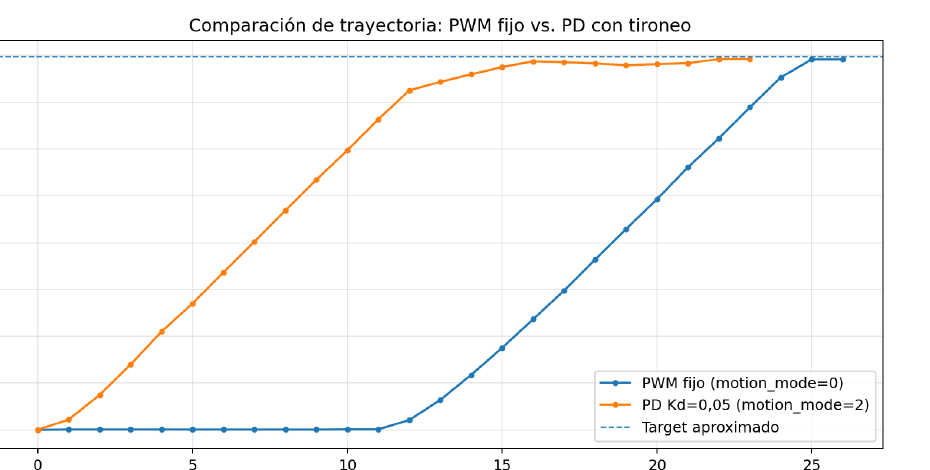 Comparación de trayectoria: PWM fijo vs. PD con tironeo
PWM fijo (motion_mode=0)
PD Kd=0,05 (motion_mode=2)
Target aproximado
0 5 10 15 20 25